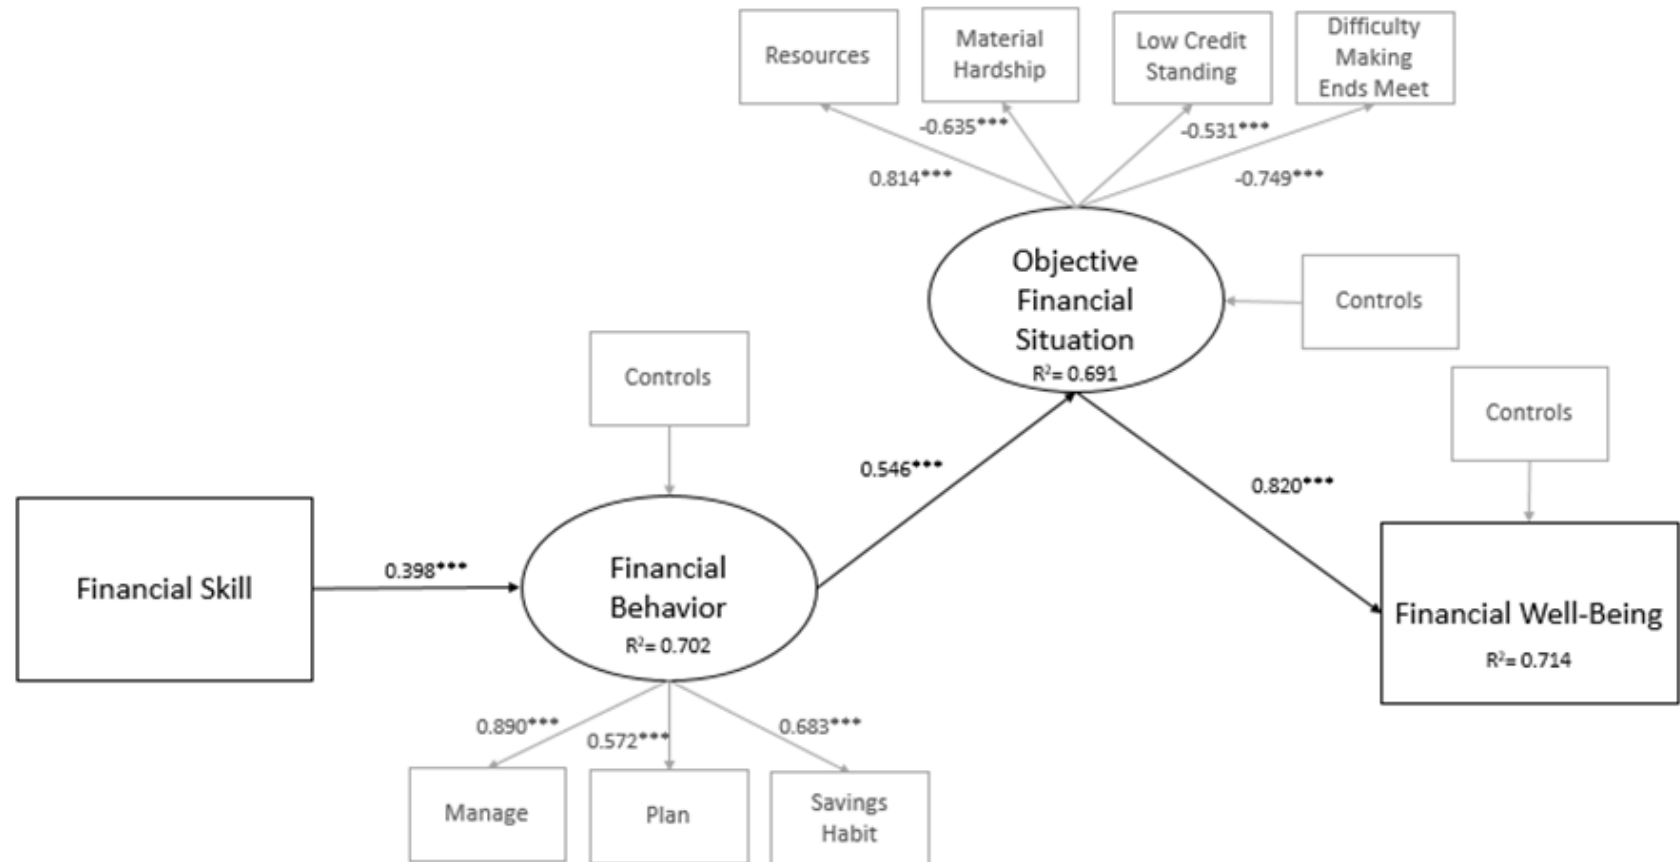 Resources
Material
Hardship
Low Credit
Standing
Difficulty
Making
Ends Meet
-0.635***
-0.531***
0.814***
-0.749***
Objective
Financial
Situation
R²= 0.691
Controls
Controls
Controls
0.546***
0.820***
Financial Skill
0.398***
Financial
Behavior
R²= 0.702
Financial Well-Being
R²= 0.714
0.890***
0.572***
0.683***
Manage
Plan
Savings
Habit